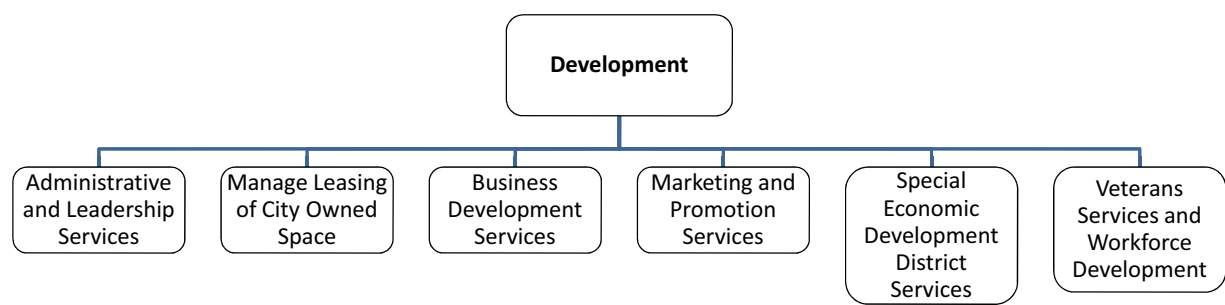 Development
Administrative
and Leadership
Services
Manage Leasing
of City Owned
Space
Business
Development
Services
Marketing and
Promotion
Services
Special
Economic
Development
District
Services
Veterans
Services and
Workforce
Development